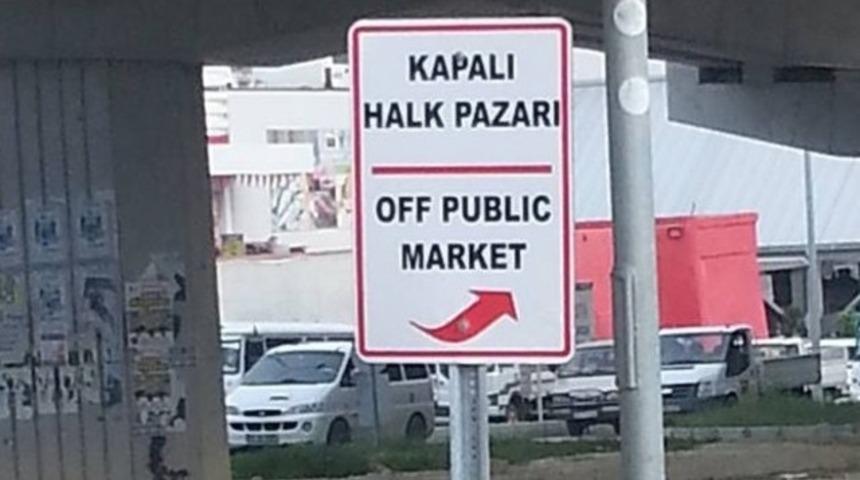 KAPALI
HALK PAZARI
OFF PUBLIC
MARKET